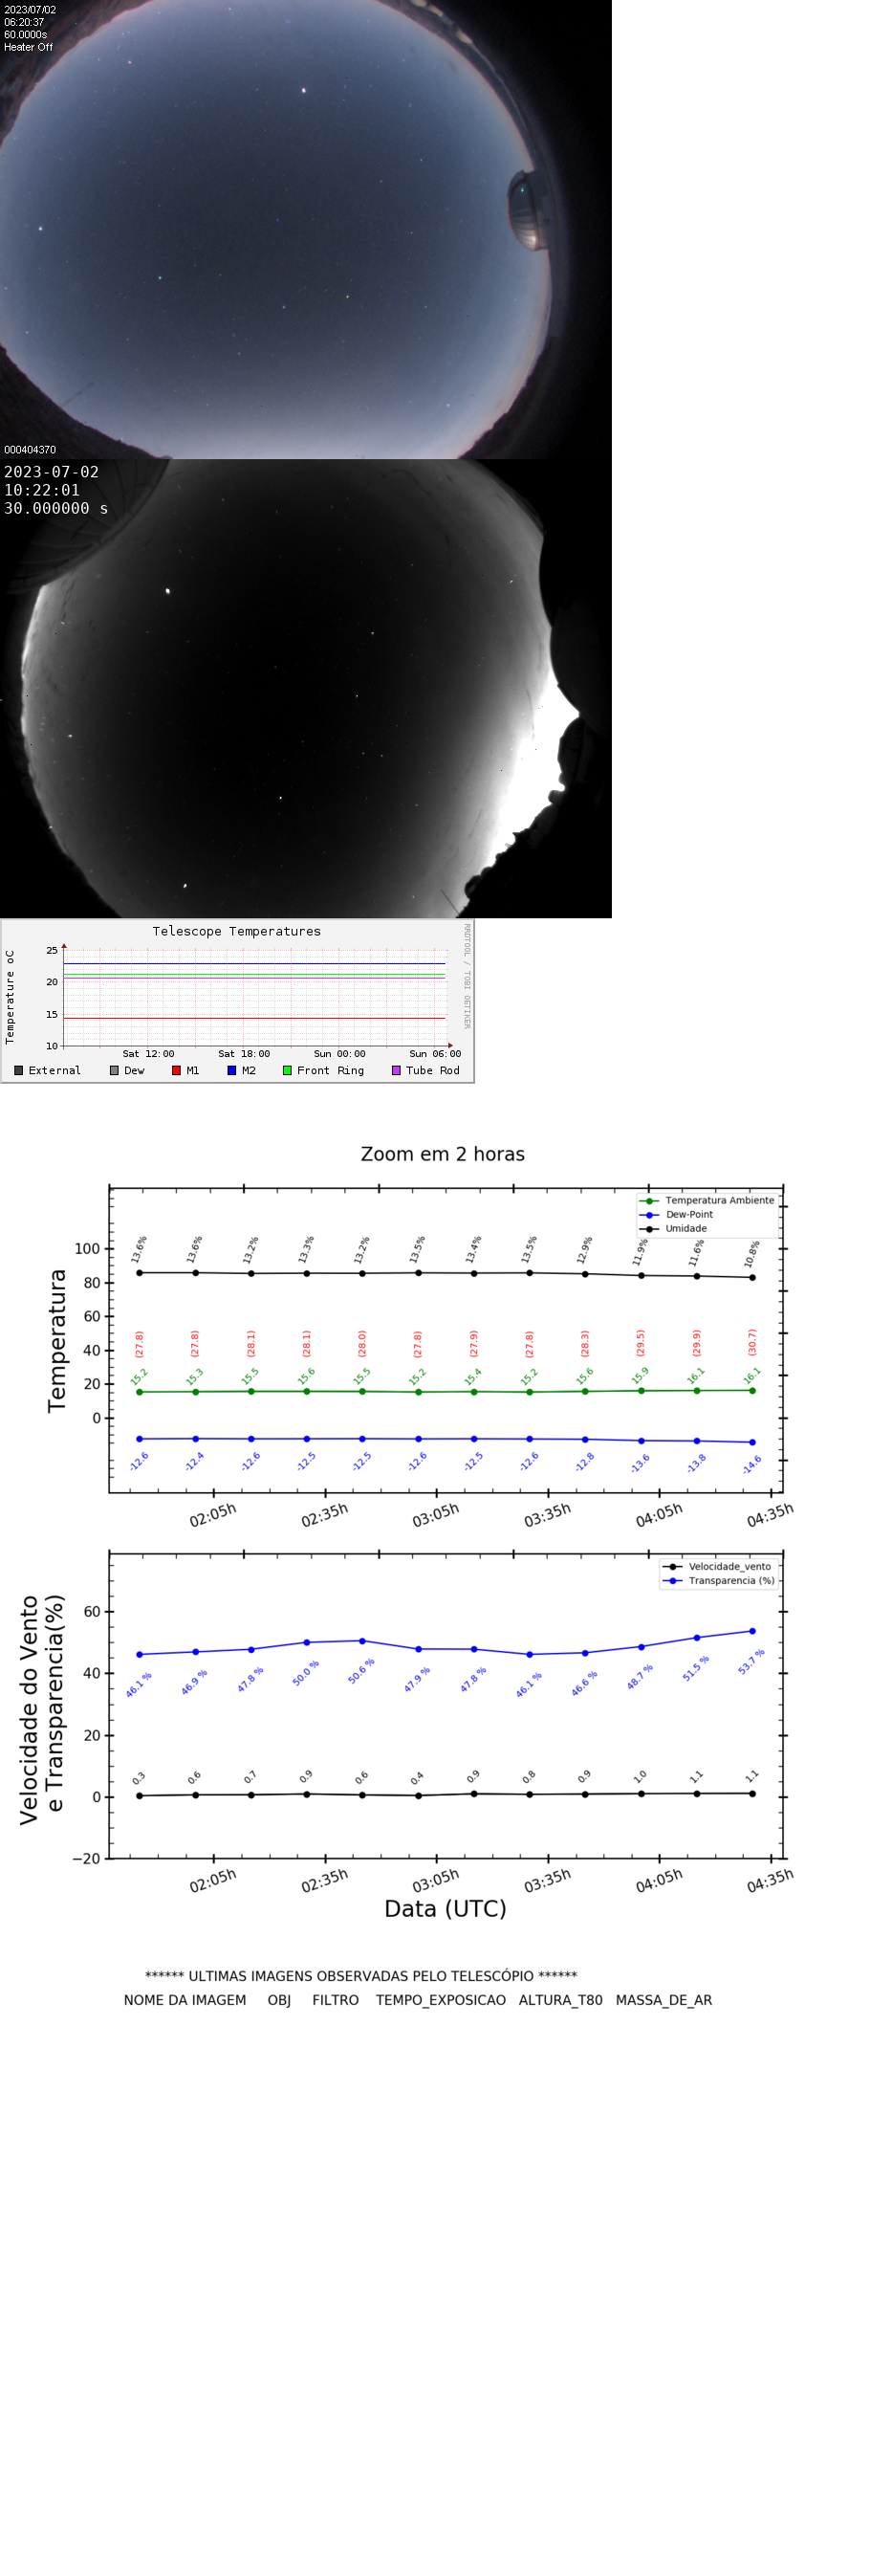 2023/07/02
06:20:37
60.0000s
Heater Off
000404370
2023-07-02
10:22:01
30.000000 s
Telescope Temperatures
RRDTOOL / TOBI OETIKER
Temperature oC
25
20
15
10
Sat 12:00 Sat 18:00 Sun 00:00 Sun 06:00
External Dew M1 M2 Front Ring Tube Rod
Zoom em 2 horas
Temperatura Ambiente
Dew-Point
Umidade
Temperatura
100
80
60
40
20
0
13.6% 13.6% 13.2% 13.3% 13.2% 13.5% 13.4% 13.5% 12.9% 11.9% 11.6% 10.8%
(27.8) (27.8) (28.1) (28.1) (28.0) (27.8) (27.9) (27.8) (28.3) (29.5) (29.9) (30.7)
15.2 15.3 15.5 15.6 15.5 15.2 15.4 15.2 15.6 15.9 16.1 16.1
-12.6 -12.4 -12.6 -12.5 -12.5 -12.6 -12.5 -12.6 -12.8 -13.6 -13.8 -14.6
02:05h 02:35h 03:05h 03:35h 04:05h 04:35h
Velocidade_vento
Transparencia (%)
Velocidade do Vento
e Transparencia(%)
60
40
20
0
−20
46.1 % 46.9 % 47.8 % 50.0 % 50.6 % 47.9 % 47.8 % 46.1 % 46.6 % 48.7 % 51.5 % 53.7 %
0.3 0.6 0.7 0.9 0.6 0.4 0.9 0.8 0.9 1.0 1.1 1.1
02:05h 02:35h 03:05h 03:35h 04:05h 04:35h
Data (UTC)
****** ULTIMAS IMAGENS OBSERVADAS PELO TELESCÓPIO ******
NOME DA IMAGEM OBJ FILTRO TEMPO_EXPOSICAO ALTURA_T80 MASSA_DE_AR